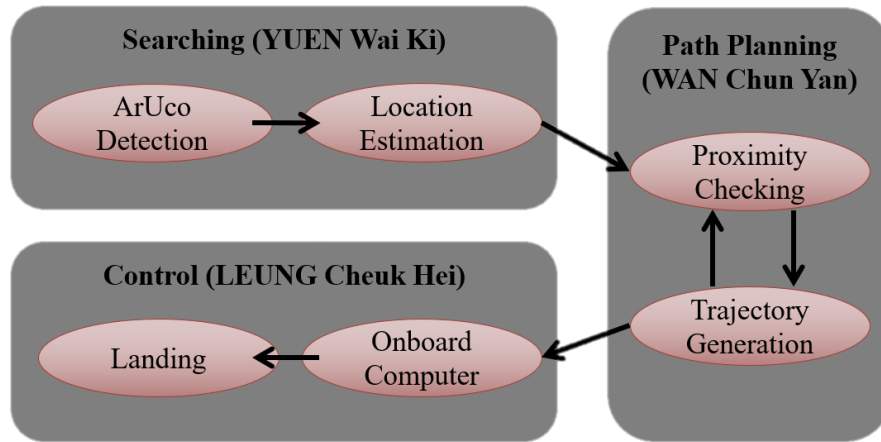 Searching (YUEN Wai Ki)
ArUco
Detection
Location
Estimation
Path Planning
(WAN Chun Yan)
Proximity
Checking
Trajectory
Generation
Control (LEUNG Cheuk Hei)
Landing
Onboard
Computer